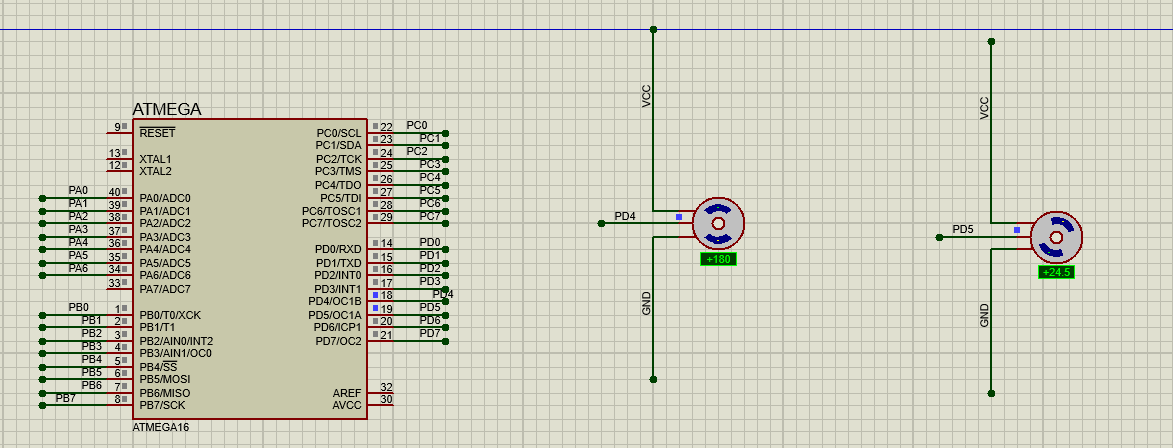 ATMEGA
9 RESET
13 XTAL1
12 XTAL2
PA0 40 PA0/ADC0
PA1 39 PA1/ADC1
PA2 38 PA2/ADC2
PA3 37 PA3/ADC3
PA4 36 PA4/ADC4
PA5 35 PA5/ADC5
PA6 34 PA6/ADC6
33 PA7/ADC7
PB0 1 PB0/T0/XCK
PB1 2 PB1/T1
PB2 3 PB2/AIN0/INT2
PB3 4 PB3/AIN1/OC0
PB4 5 PB4/SS
PB5 6 PB5/MOSI
PB6 7 PB6/MISO
PB7 8 PB7/SCK
PC0/SCL 22 PC0
PC1/SDA 23 PC1
PC2/TCK 24 PC2
PC3/TMS 25 PC3
PC4/TDO 26 PC4
PC5/TDI 27 PC5
PC6/TOSC1 28 PC6
PC7/TOSC2 29 PC7
PD0/RXD 14 PD0
PD1/TXD 15 PD1
PD2/INT0 16 PD2
PD3/INT1 17 PD3
PD4/OC1B 18 PD4
PD5/OC1A 19 PD5
PD6/ICP1 20 PD6
PD7/OC2 21 PD7
AREF 32
AVCC 30
ATMEGA16
VCC
PD4
+180
GND
VCC
PD5
+24.5
GND